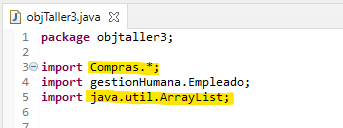 objTaller3.java
1 package objtaller3;
2
3 import Compras.*;
4 import gestionHumana.Empleado;
5 import java.util.ArrayList;
6